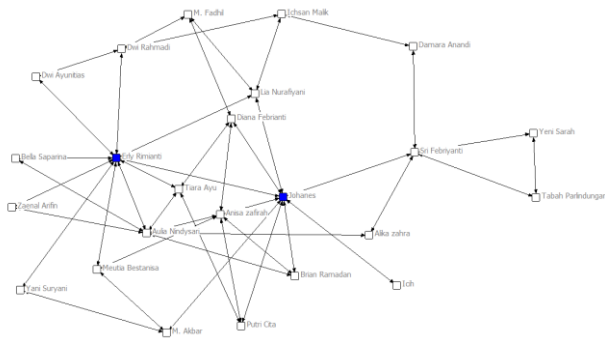 M. Fadhil
Ichsan Malik
Dwi Rahmadi
Damara Anandi
Dwi Ayunitias
Lia Nurafiyani
Diana Febrianti
Yeni Sarah
Bella Saparina
Erly Rimianti
Sri Febriyanti
Tiara Ayu
Johanes
Tabah Parlindungan
Zaenal Arifin
Anisa zafirah
Aulia Nindysari
Alika zahra
Meutia Bestanisa
Brian Ramadan
Icih
Yani Suryani
M. Akbar
Putri Cita